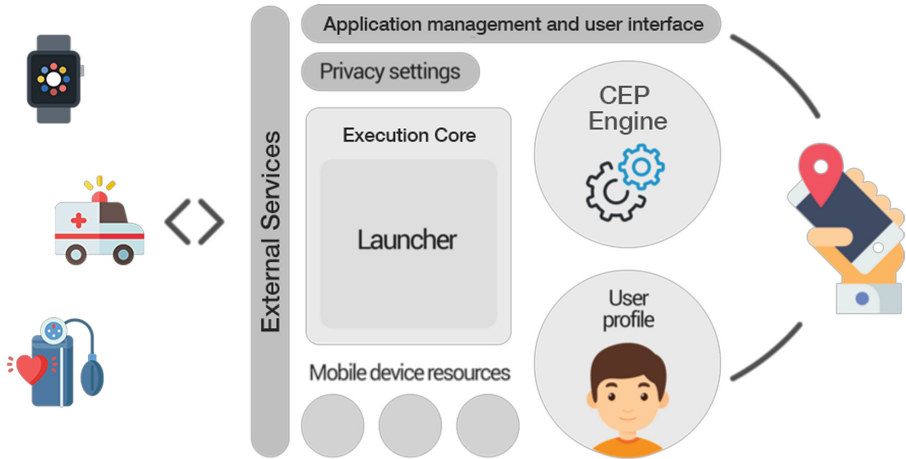 External Services
Application management and user interface
Privacy settings
Execution Core
Launcher
Mobile device resources
CEP
Engine
User
profile